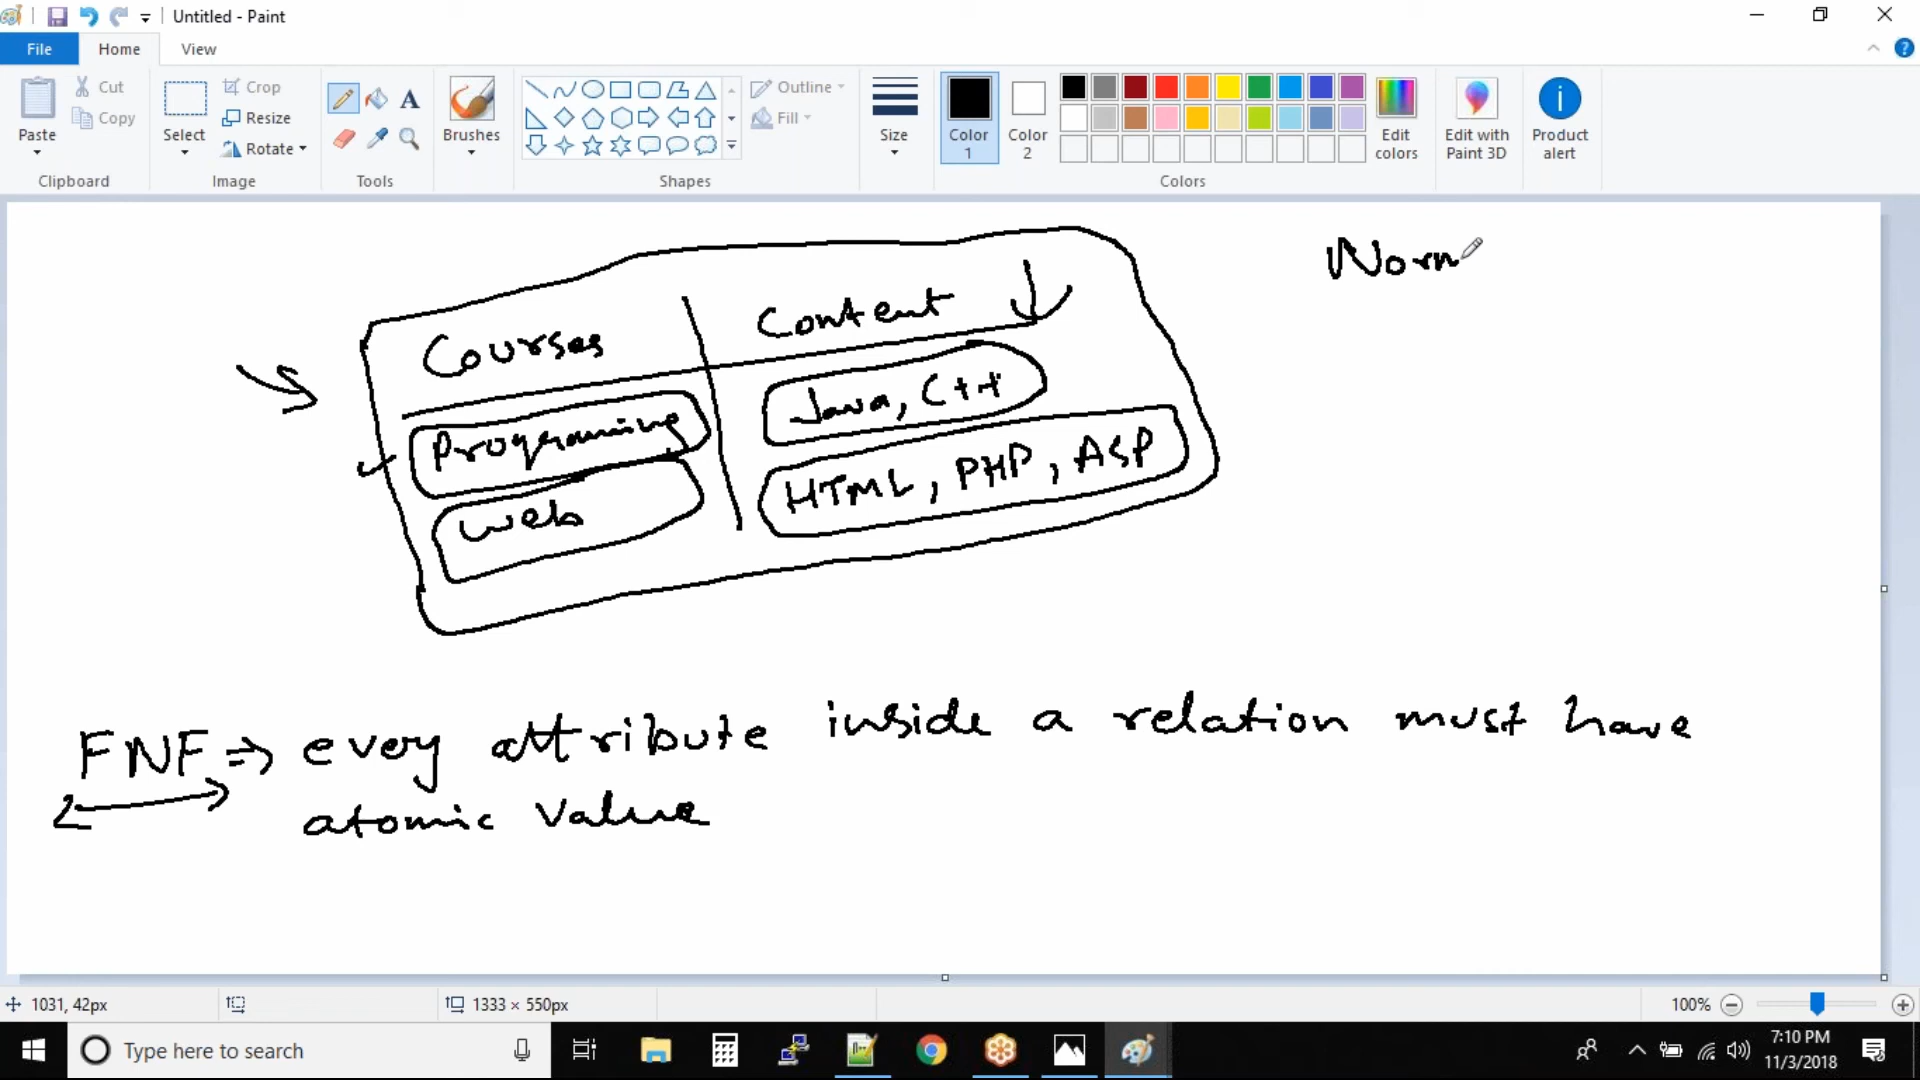 Untitled - Paint
File Home View
Paste
Cut
Copy
Clipboard
Select
Crop
Resize
Rotate
Image
A
Tools
Brushes
Shapes
Outline
Fill
Size
Color 1
Color 2
Edit colors
Colors
Edit with Paint 3D
Product alert
Norm
Courses Content
Programing Java, C++
Web HTML, PHP, ASP
FNF ⇒ every attribute inside a relation must have
atomic value
1031, 42px
1333 × 550px
100%
Type here to search
7:10 PM
11/3/2018